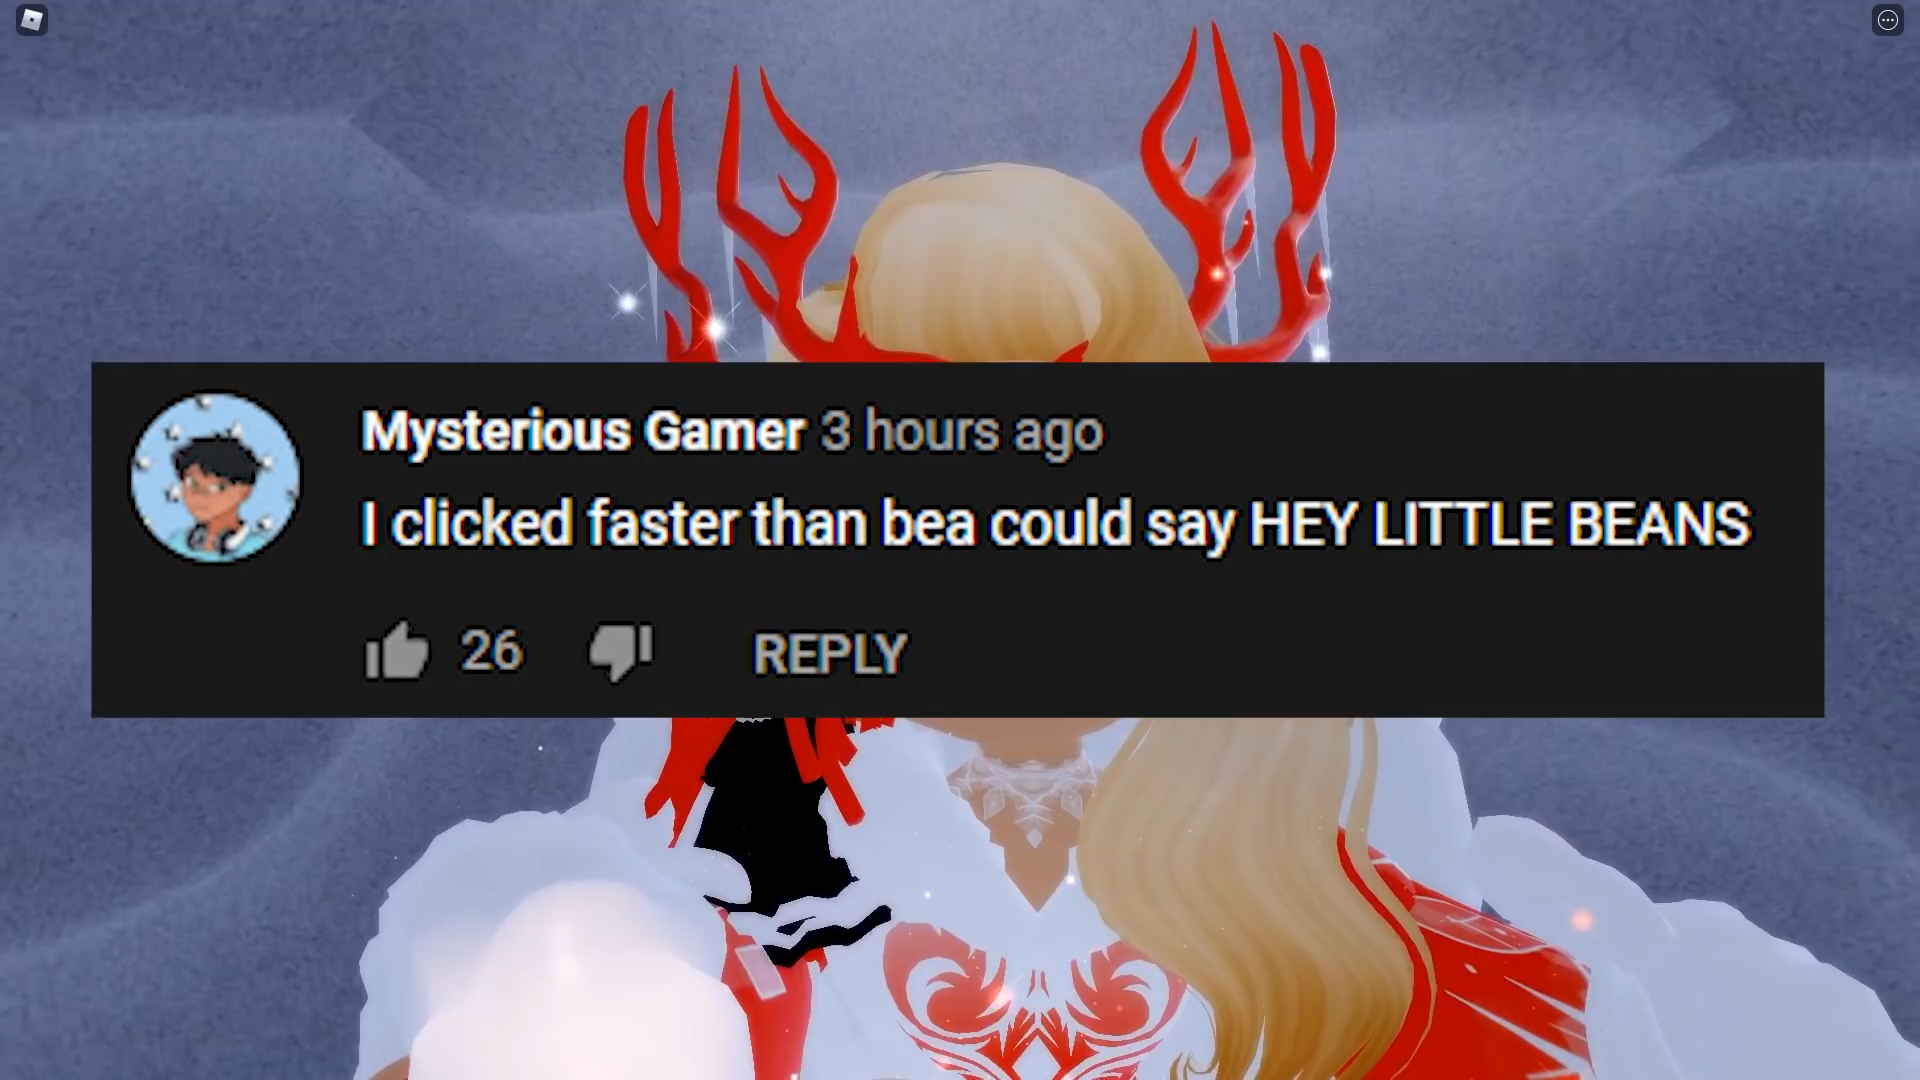 Mysterious Gamer 3 hours ago
I clicked faster than bea could say HEY LITTLE BEANS
26 REPLY